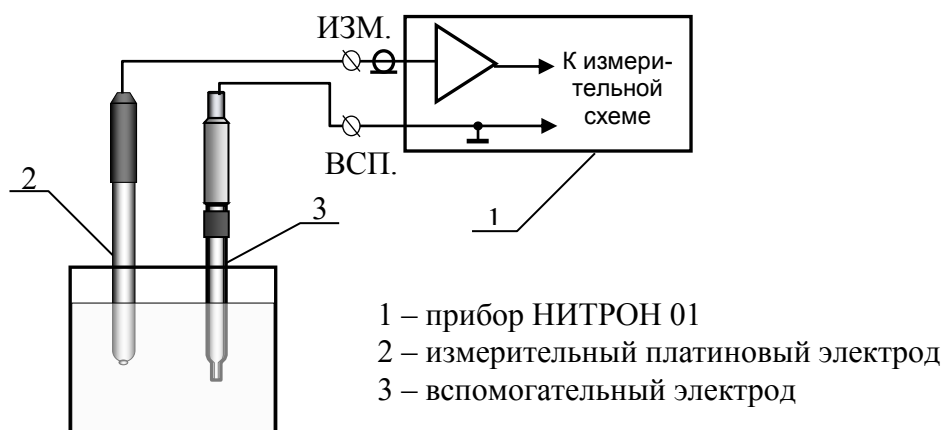 ИЗМ.
К измери-
тельной
схеме
ВСП.
2
3
1
1 – прибор НИТРОН 01
2 – измерительный платиновый электрод
3 – вспомогательный электрод